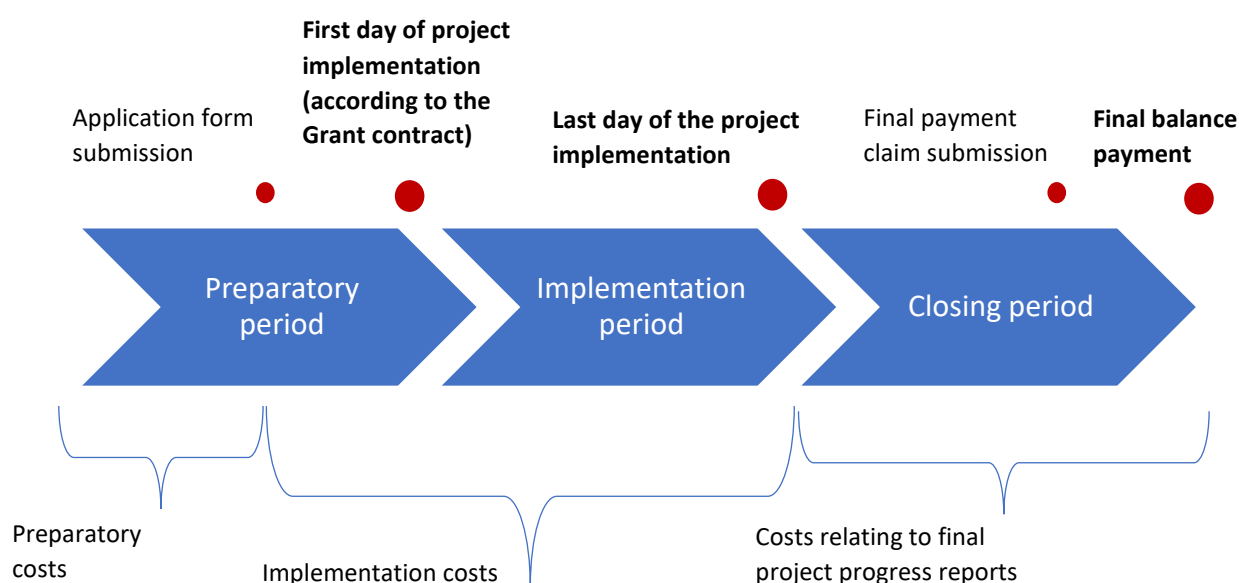 Application form
submission
First day of project
implementation
(according to the
Grant contract)
Last day of the project
implementation
Final payment
claim submission
Final balance
payment
Preparatory
period
Implementation
period
Closing period
Preparatory
costs
Implementation costs
Costs relating to final
project progress reports